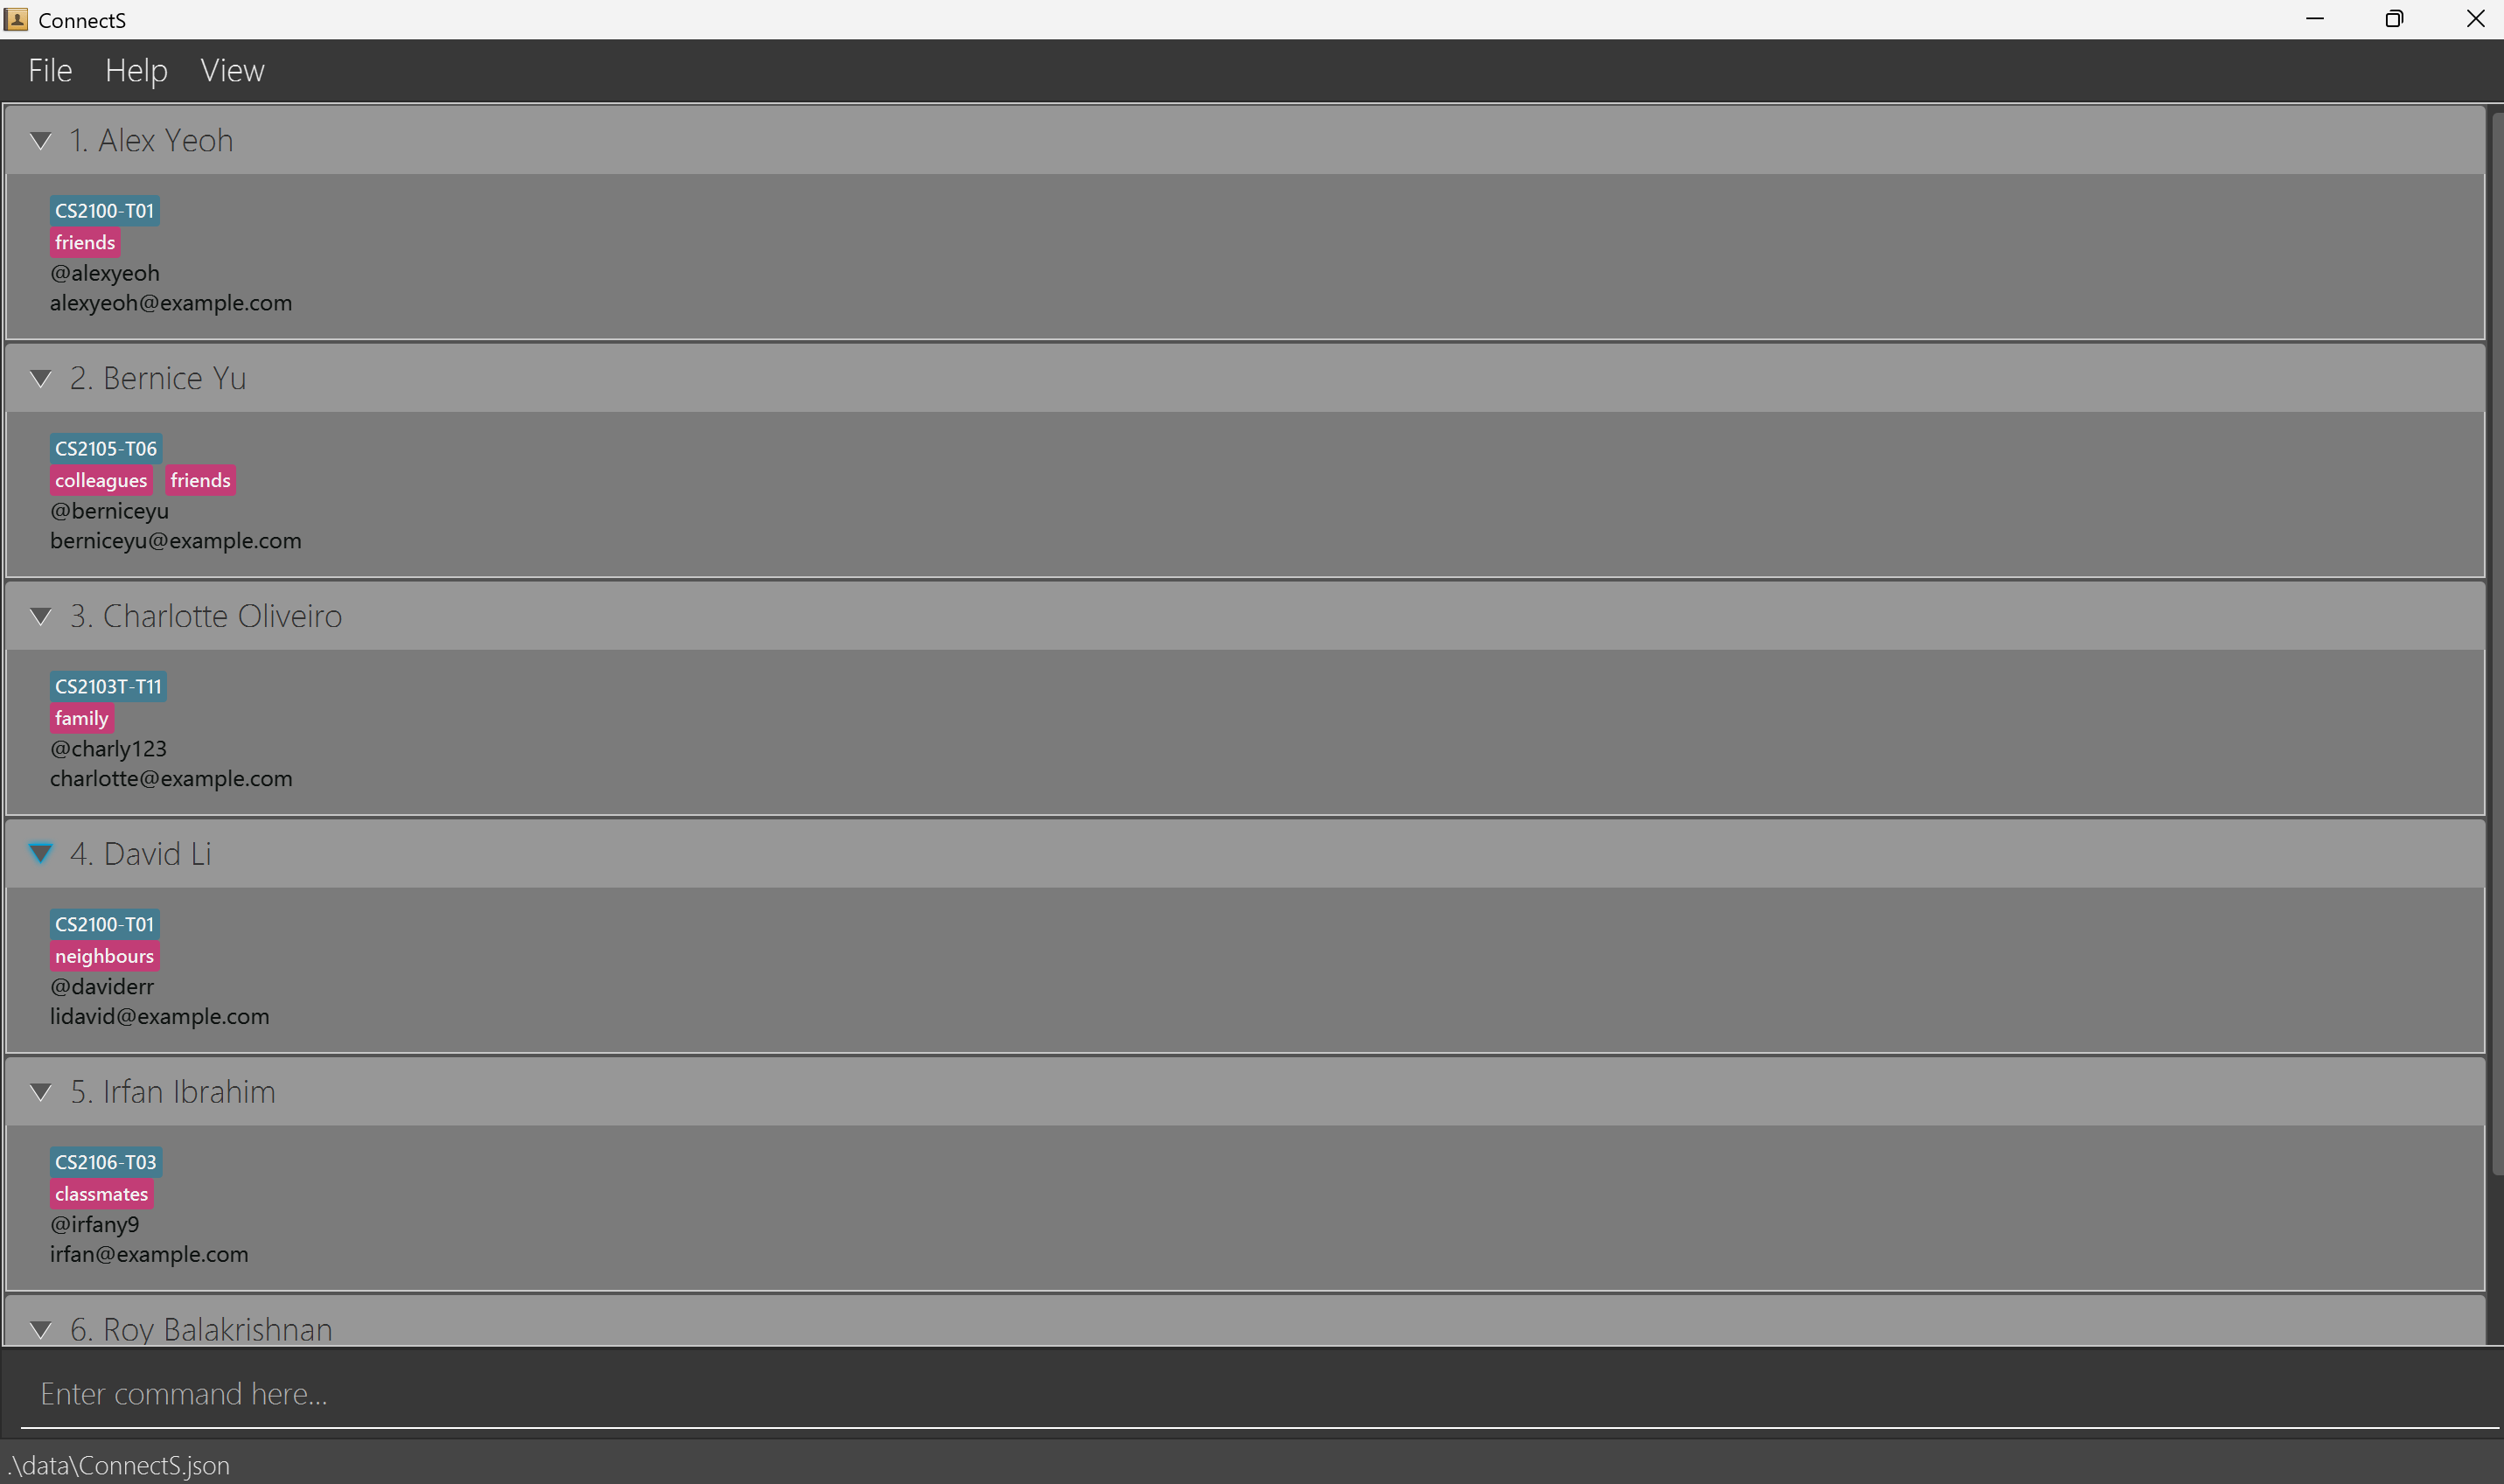 ConnectS
File Help View
1. Alex Yeoh
CS2100-T01
friends
@alexyeoh
alexyeoh@example.com
2. Bernice Yu
CS2105-T06
colleagues friends
@berniceyu
berniceyu@example.com
3. Charlotte Oliveiro
CS2103T-T11
family
@charly123
charlotte@example.com
4. David Li
CS2100-T01
neighbours
@daviderr
lidavid@example.com
5. Irfan Ibrahim
CS2106-T03
classmates
@irfany9
irfan@example.com
6. Roy Balakrishnan
Enter command here...
.\data\ConnectS.json